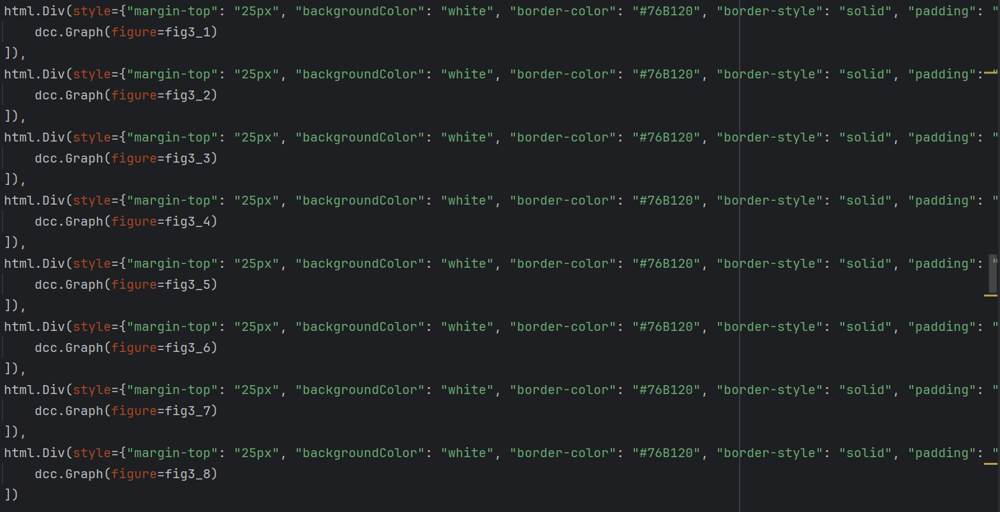 html.Div(style={"margin-top": "25px", "backgroundColor": "white", "border-color": "#76B120", "border-style": "solid", "padding": "
    dcc.Graph(figure=fig3_1)
]),
html.Div(style={"margin-top": "25px", "backgroundColor": "white", "border-color": "#76B120", "border-style": "solid", "padding": "
    dcc.Graph(figure=fig3_2)
]),
html.Div(style={"margin-top": "25px", "backgroundColor": "white", "border-color": "#76B120", "border-style": "solid", "padding": "
    dcc.Graph(figure=fig3_3)
]),
html.Div(style={"margin-top": "25px", "backgroundColor": "white", "border-color": "#76B120", "border-style": "solid", "padding": "
    dcc.Graph(figure=fig3_4)
]),
html.Div(style={"margin-top": "25px", "backgroundColor": "white", "border-color": "#76B120", "border-style": "solid", "padding": "
    dcc.Graph(figure=fig3_5)
]),
html.Div(style={"margin-top": "25px", "backgroundColor": "white", "border-color": "#76B120", "border-style": "solid", "padding": "
    dcc.Graph(figure=fig3_6)
]),
html.Div(style={"margin-top": "25px", "backgroundColor": "white", "border-color": "#76B120", "border-style": "solid", "padding": "
    dcc.Graph(figure=fig3_7)
]),
html.Div(style={"margin-top": "25px", "backgroundColor": "white", "border-color": "#76B120", "border-style": "solid", "padding": "
    dcc.Graph(figure=fig3_8)
])